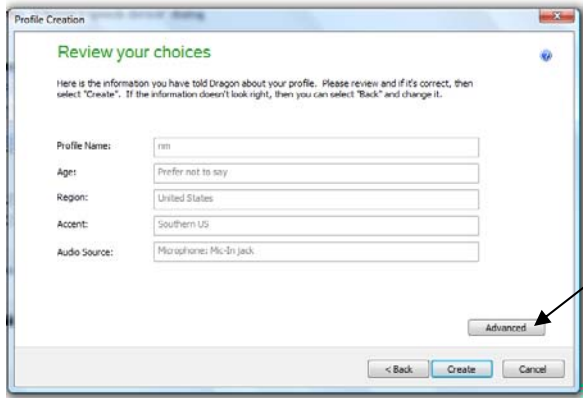 Profile Creation
Review your choices
Here is the information you have told Dragon about your profile. Please review and if it's correct, then
select "Create". If the information doesn't look right, then you can select "Back" and change it.
Profile Name: nm
Age: Prefer not to say
Region: United States
Accent: Southern US
Audio Source: Microphone: Mic-In jack
Advanced
< Back Create Cancel